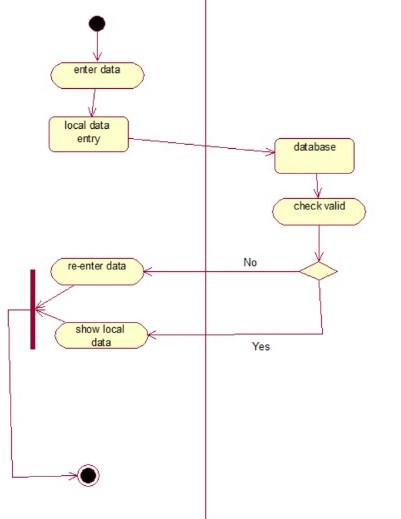 enter data
local data
entry
database
check valid
No
re-enter data
show local
data
Yes